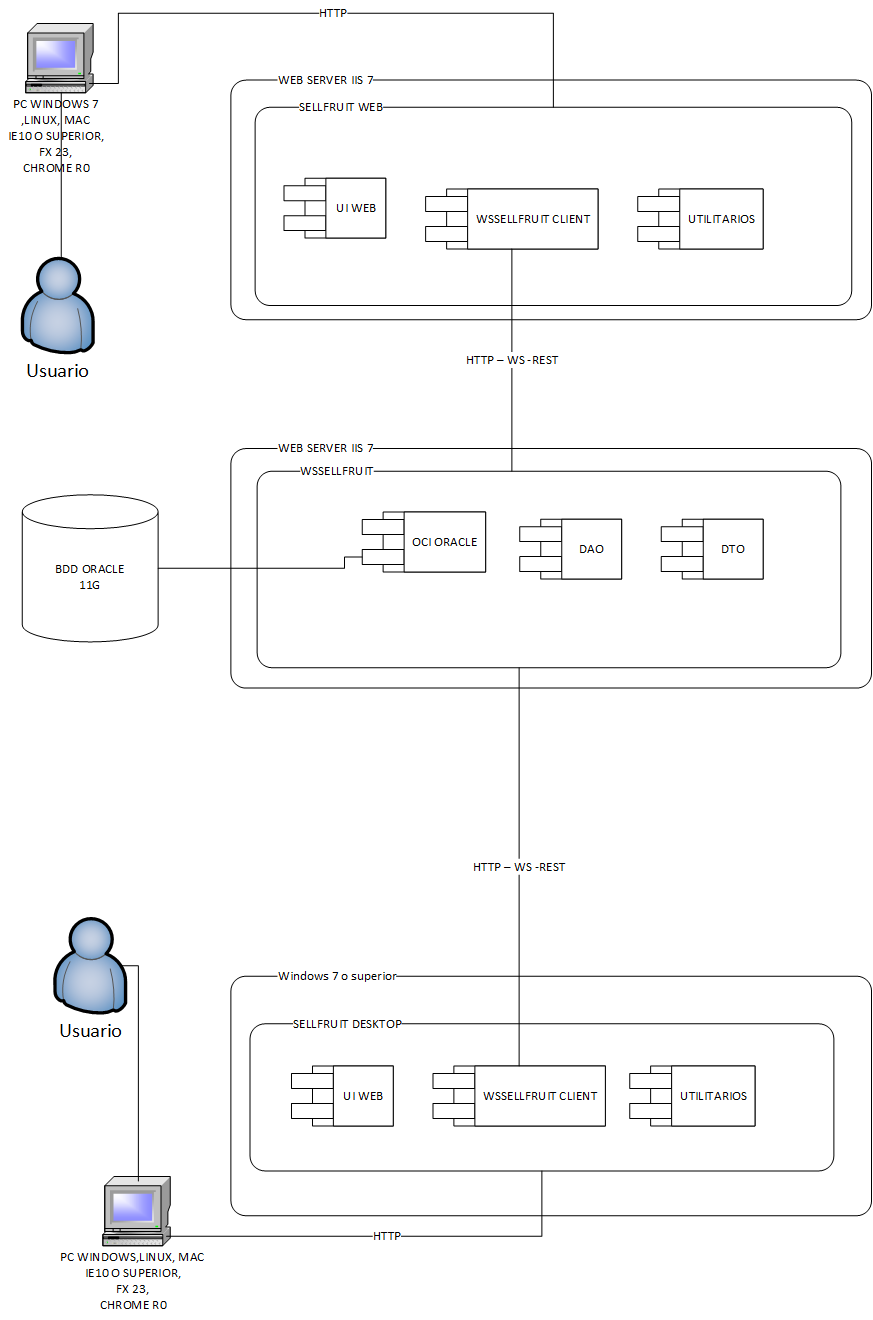 HTTP
PC WINDOWS 7
,LINUX, MAC
IE10 O SUPERIOR,
FX 23,
CHROME R0
Usuario
WEB SERVER IIS 7
SELLFRUIT WEB
UI WEB
WSSELLFRUIT CLIENT
UTILITARIOS
HTTP – WS -REST
WEB SERVER IIS 7
WSSELLFRUIT
OCI ORACLE
DAO
DTO
BDD ORACLE
11G
HTTP – WS -REST
Usuario
Windows 7 o superior
SELLFRUIT DESKTOP
UI WEB
WSSELLFRUIT CLIENT
UTILITARIOS
HTTP
PC WINDOWS,LINUX, MAC
IE10 O SUPERIOR,
FX 23,
CHROME R0